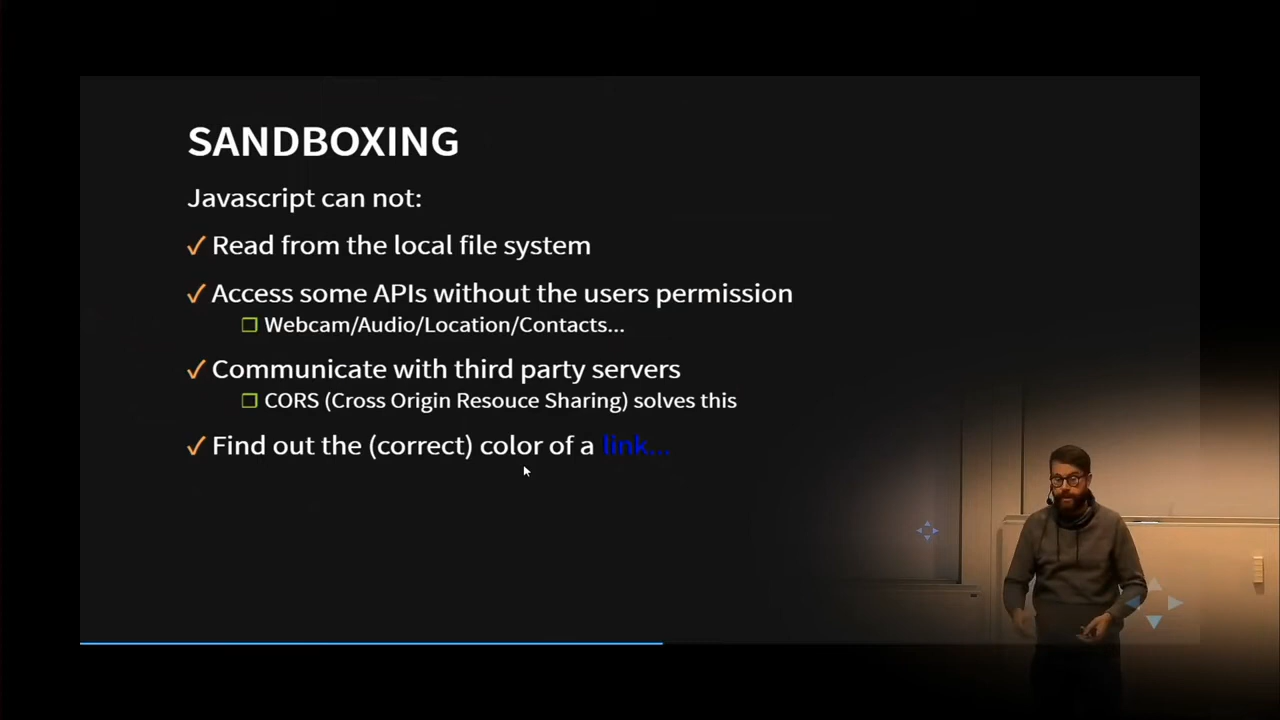 SANDBOXING
Javascript can not:
✓ Read from the local file system
✓ Access some APIs without the users permission
❒ Webcam/Audio/Location/Contacts...
✓ Communicate with third party servers
❒ CORS (Cross Origin Resouce Sharing) solves this
✓ Find out the (correct) color of a link...